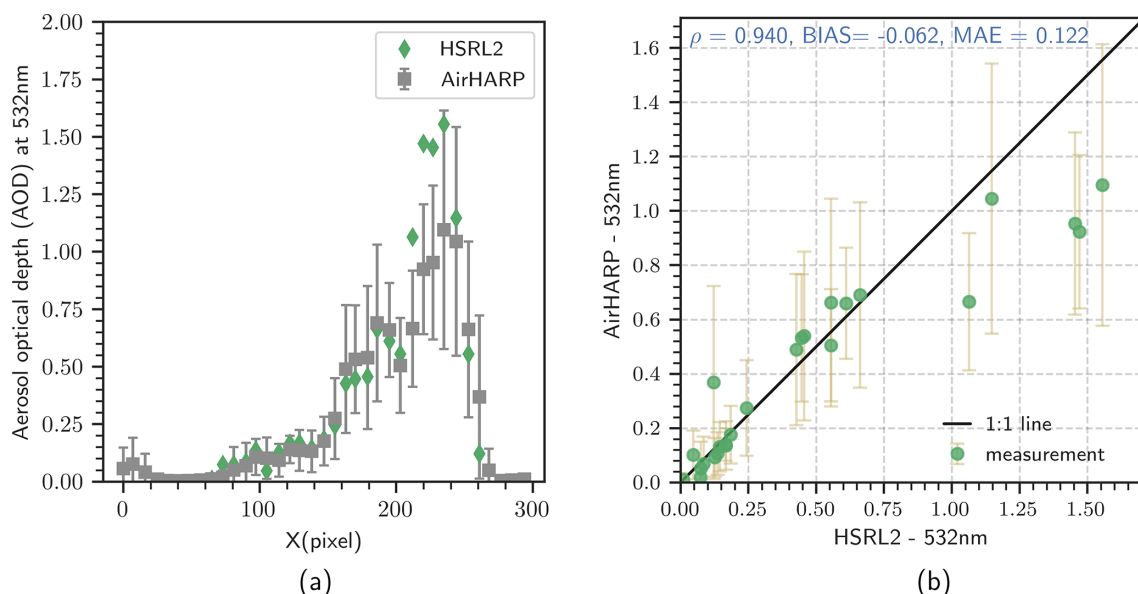 2.00
1.75
1.50
1.25
1.00
0.75
0.50
0.25
0.00
Aerosol optical depth (AOD) at 532nm
HSRL2
AirHARP
0 100 200 300
X(pixel)
(a)
ρ = 0.940, BIAS= -0.062, MAE = 0.122
1.6
1.4
1.2
1.0
0.8
0.6
0.4
0.2
0.0
AirHARP - 532nm
1:1 line
measurement
0.00 0.25 0.50 0.75 1.00 1.25 1.50
HSRL2 - 532nm
(b)